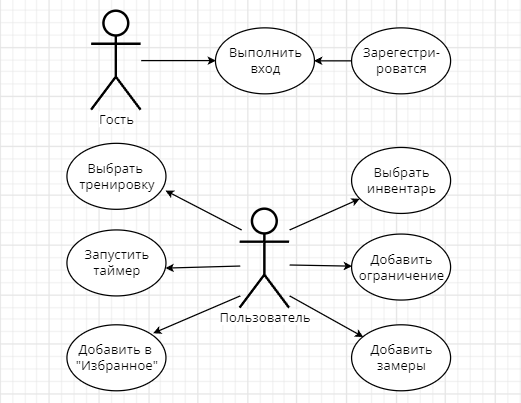 Выполнить
вход
Зарегестри-
роватся
Гость
Выбрать
тренировку
Выбрать
инвентарь
Запустить
таймер
Добавить
ограничение
Пользователь
Добавить в
"Избранное"
Добавить
замеры